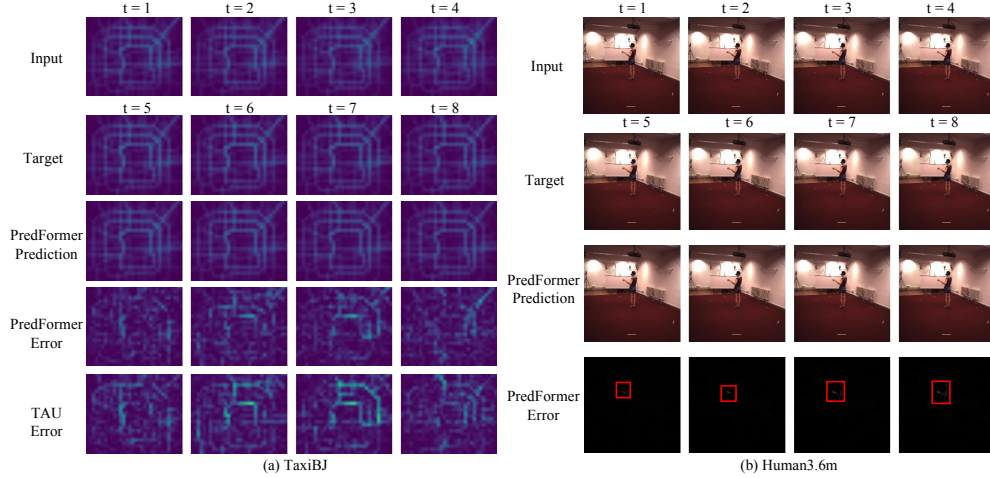 t = 1 t = 2 t = 3 t = 4
Input
t = 5 t = 6 t = 7 t = 8
Target
PredFormer
Prediction
PredFormer
Error
TAU
Error
(a) TaxiBJ
t = 1 t = 2 t = 3 t = 4
Input
t = 5 t = 6 t = 7 t = 8
Target
PredFormer
Prediction
PredFormer
Error
(b) Human3.6m